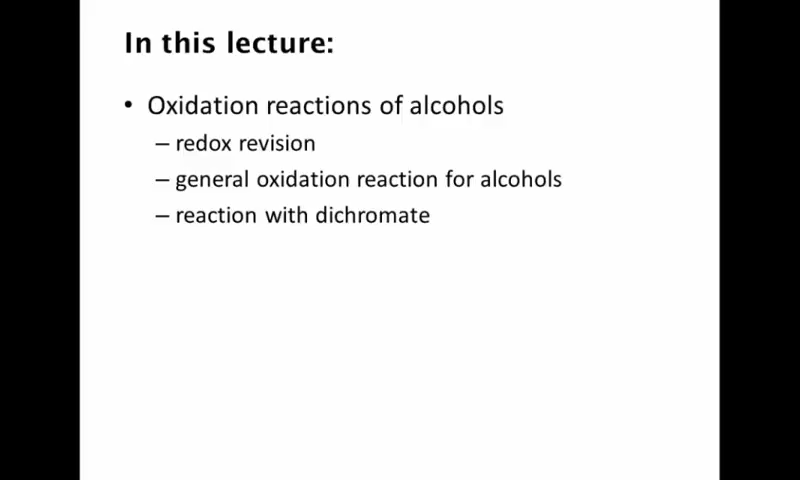 In this lecture:
• Oxidation reactions of alcohols
– redox revision
– general oxidation reaction for alcohols
– reaction with dichromate